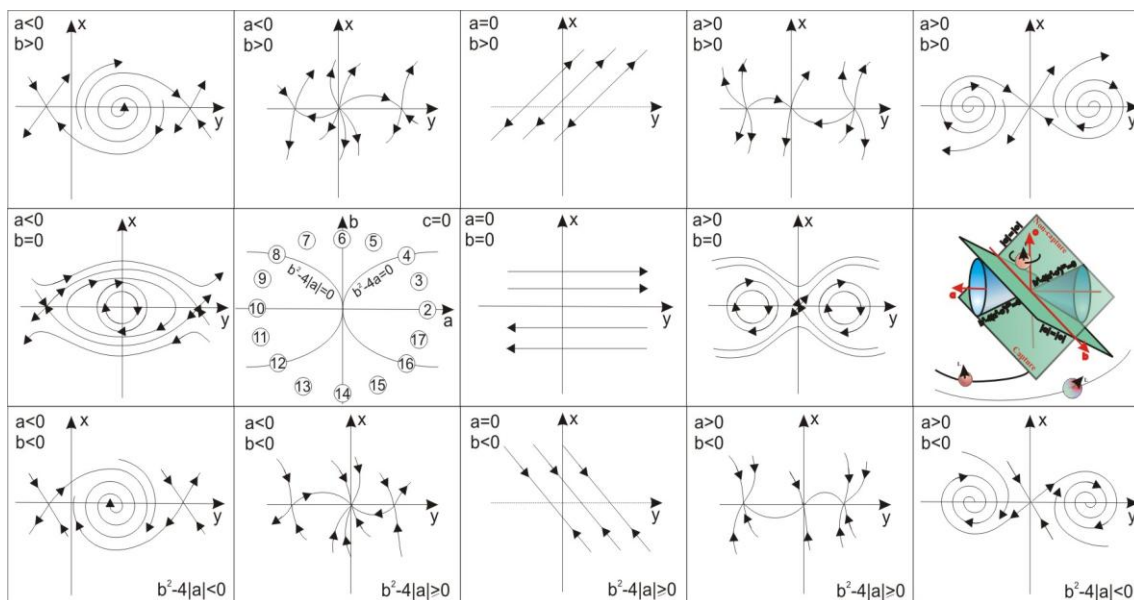 a<0
b>0
x
y
a<0
b>0
x
y
a=0
b>0
x
y
a>0
b>0
x
y
a>0
b>0
x
y
a<0
b=0
x
y
b
c=0
7
6
5
8
4
b²-4|a|=0
b²-4a=0
9
3
10
2
a
11
17
12
16
13
14
15
a=0
b=0
x
y
a>0
b=0
x
y
Non-capture
Capture
a<0
b<0
x
y
b²-4|a|<0
a<0
b<0
x
y
a=0
b<0
x
y
b²-4|a|⩾0
a>0
b<0
x
y
b²-4|a|⩾0
a>0
b<0
x
y
b²-4|a|<0